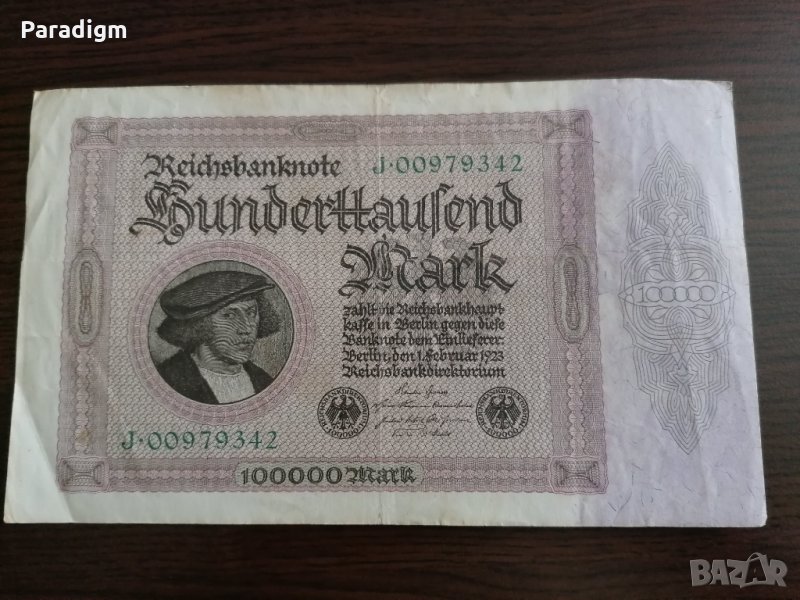 Paradigm
Reichsbanknote J·00979342
Hunderttausend
Mark
100000
zahlt die Reichsbankhaupt
kasse in Berlin gegen diese
Banknote dem Einlieferer:
Berlin, den 1. Februar 1923
Reichsbankdirektorium
J·00979342
100000 Mark
BAZAR